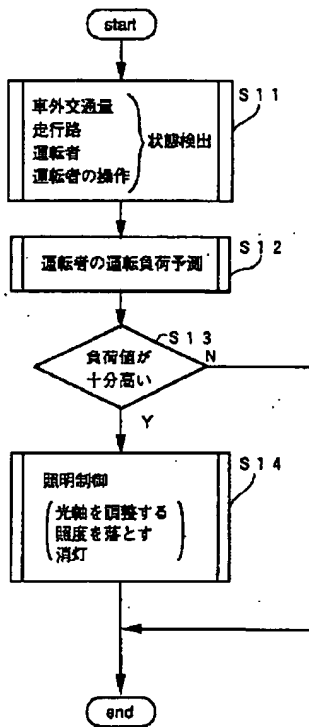 start
S11
車外交通量
走行路
運転者
運転者の操作
状態検出
S12
運転者の運転負荷予測
S13
負荷値が
十分高い
N
Y
S14
照明制御
光軸を調整する
照度を落とす
消灯
end